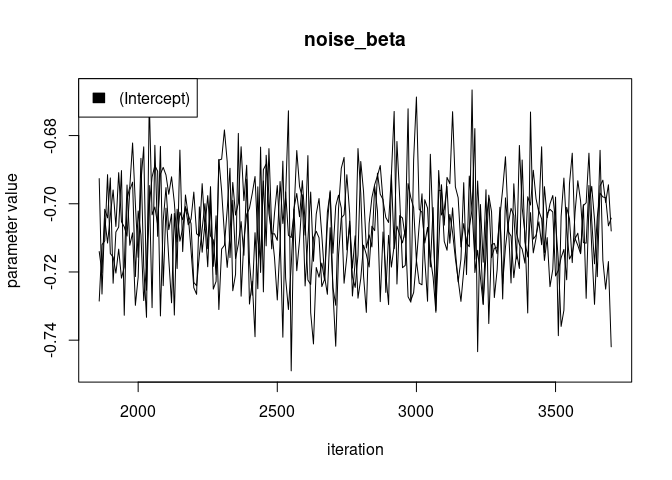 noise_beta
(Intercept)
parameter value
-0.68
-0.70
-0.72
-0.74
2000
2500
3000
3500
iteration